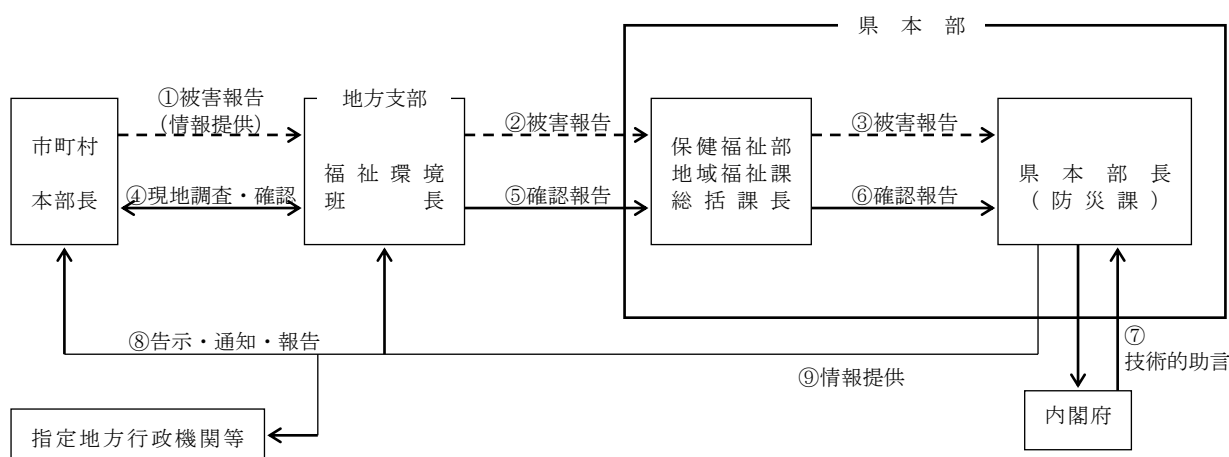 県 本 部
①被害報告
(情報提供)
地方支部
②被害報告
③被害報告
市町村
本部長
福祉環境
班長
保健福祉部
地域福祉課
総括課長
県本部長
(防災課)
④現地調査・確認
⑤確認報告
⑥確認報告
⑧告示・通知・報告
⑦
技術的助言
⑨情報提供
内閣府
指定地方行政機関等